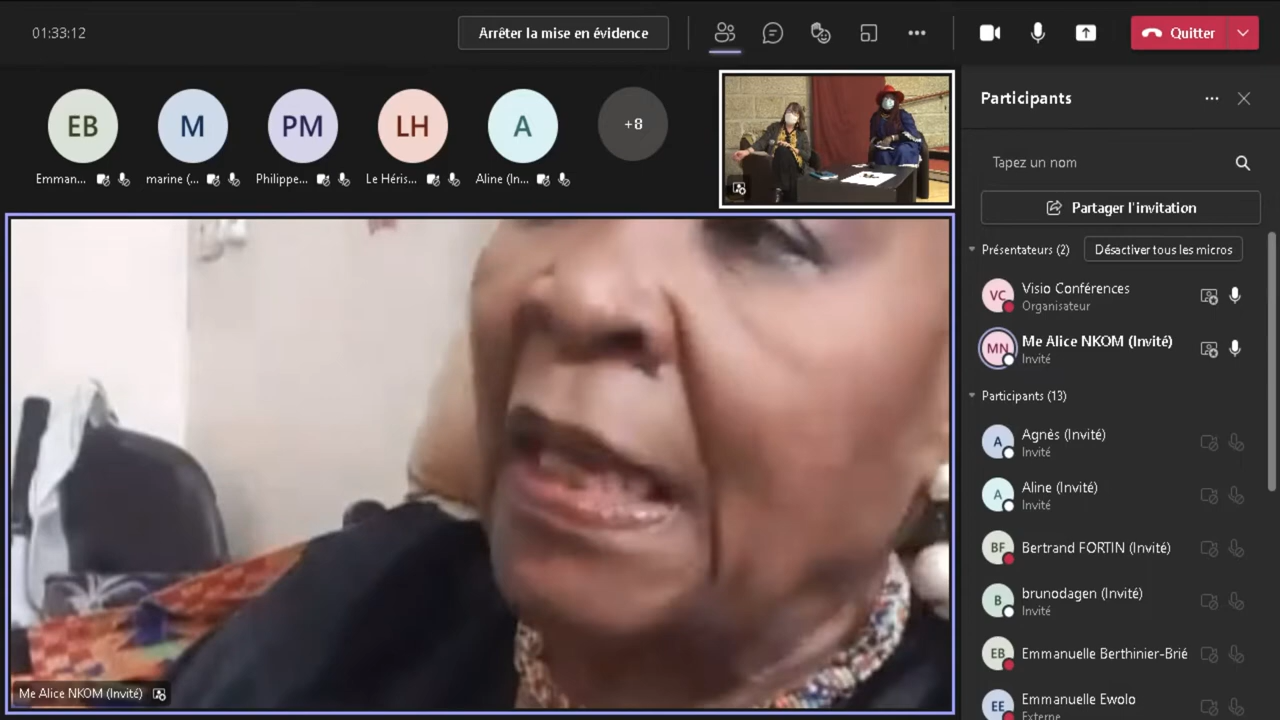 01:33:12
Arrêter la mise en évidence
Quitter
EB
M
PM
LH
A
+8
Emman...
marine (...
Philippe...
Le Héris...
Aline (In...
Me Alice NKOM (Invité)
Participants
Tapez un nom
Partager l'invitation
Présentateurs (2)
Désactiver tous les micros
VC
Visio Conférences
Organisateur
MN
Me Alice NKOM (Invité)
Invité
Participants (13)
A
Agnès (Invité)
Invité
A
Aline (Invité)
Invité
BF
Bertrand FORTIN (Invité)
B
brunodagen (Invité)
Invité
EB
Emmanuelle Berthinier-Brié
EE
Emmanuelle Ewolo
Externe